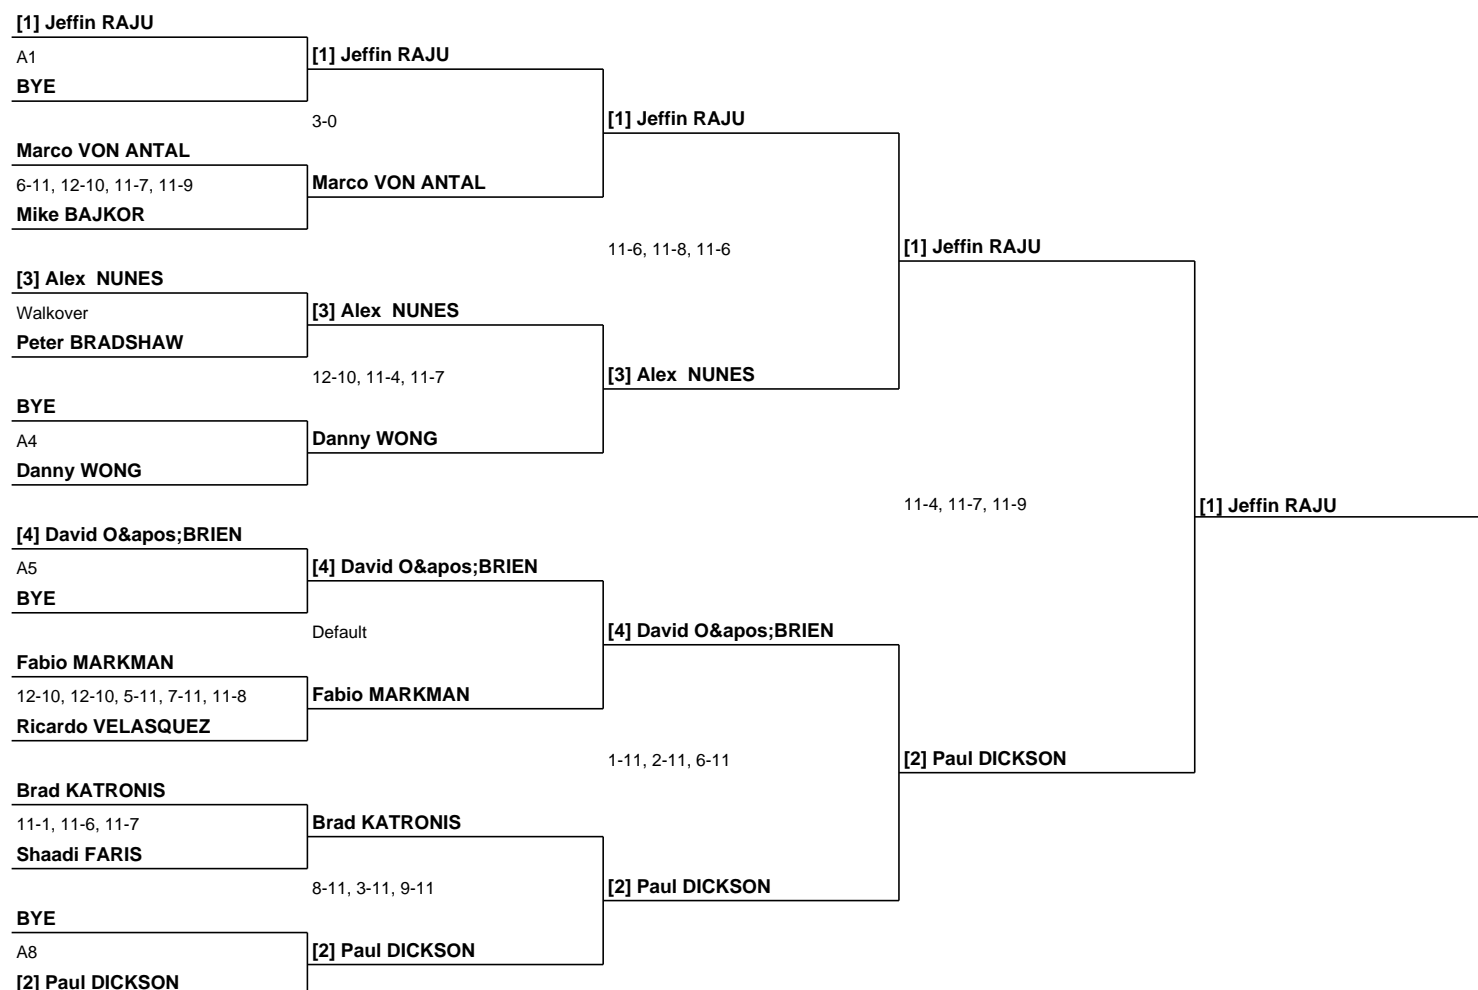 [1] Jeffin RAJU
A1
BYE
[1] Jeffin RAJU
3-0
Marco VON ANTAL
6-11, 12-10, 11-7, 11-9
Mike BAJKOR
Marco VON ANTAL
[1] Jeffin RAJU
11-6, 11-8, 11-6
[3] Alex  NUNES
Walkover
Peter BRADSHAW
[3] Alex  NUNES
12-10, 11-4, 11-7
BYE
A4
Danny WONG
Danny WONG
[3] Alex  NUNES
[1] Jeffin RAJU
11-4, 11-7, 11-9
[1] Jeffin RAJU
[4] David O&apos;BRIEN
A5
BYE
[4] David O&apos;BRIEN
Default
Fabio MARKMAN
12-10, 12-10, 5-11, 7-11, 11-8
Ricardo VELASQUEZ
Fabio MARKMAN
[4] David O&apos;BRIEN
1-11, 2-11, 6-11
[2] Paul DICKSON
Brad KATRONIS
11-1, 11-6, 11-7
Shaadi FARIS
Brad KATRONIS
8-11, 3-11, 9-11
[2] Paul DICKSON
BYE
A8
[2] Paul DICKSON
[2] Paul DICKSON